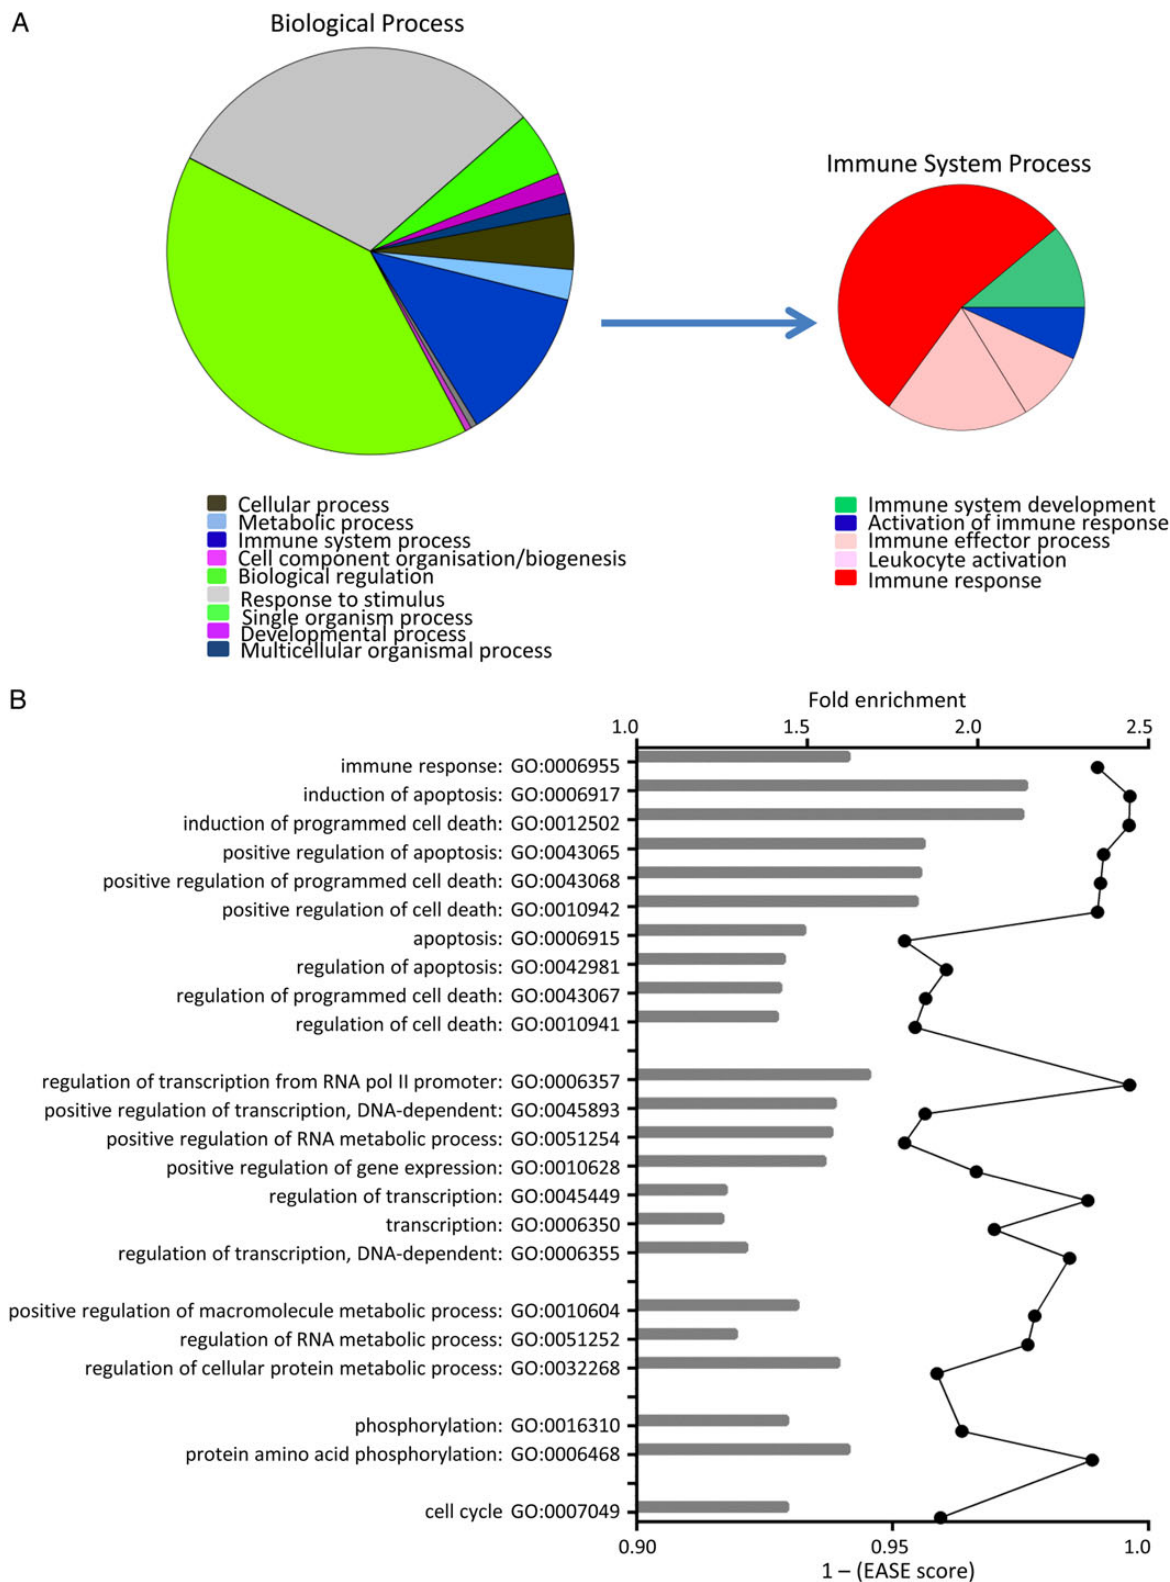 A
Biological Process
Immune System Process
Cellular process
Metabolic process
Immune system process
Cell component organisation/biogenesis
Biological regulation
Response to stimulus
Single organism process
Developmental process
Multicellular organismal process
Immune system development
Activation of immune response
Immune effector process
Leukocyte activation
Immune response
B
Fold enrichment
1.0 1.5 2.0 2.5
immune response: GO:0006955
induction of apoptosis: GO:0006917
induction of programmed cell death: GO:0012502
positive regulation of apoptosis: GO:0043065
positive regulation of programmed cell death: GO:0043068
positive regulation of cell death: GO:0010942
apoptosis: GO:0006915
regulation of apoptosis: GO:0042981
regulation of programmed cell death: GO:0043067
regulation of cell death: GO:0010941
regulation of transcription from RNA pol II promoter: GO:0006357
positive regulation of transcription, DNA-dependent: GO:0045893
positive regulation of RNA metabolic process: GO:0051254
positive regulation of gene expression: GO:0010628
regulation of transcription: GO:0045449
transcription: GO:0006350
regulation of transcription, DNA-dependent: GO:0006355
positive regulation of macromolecule metabolic process: GO:0010604
regulation of RNA metabolic process: GO:0051252
regulation of cellular protein metabolic process: GO:0032268
phosphorylation: GO:0016310
protein amino acid phosphorylation: GO:0006468
cell cycle GO:0007049
0.90 0.95 1.0
1 – (EASE score)